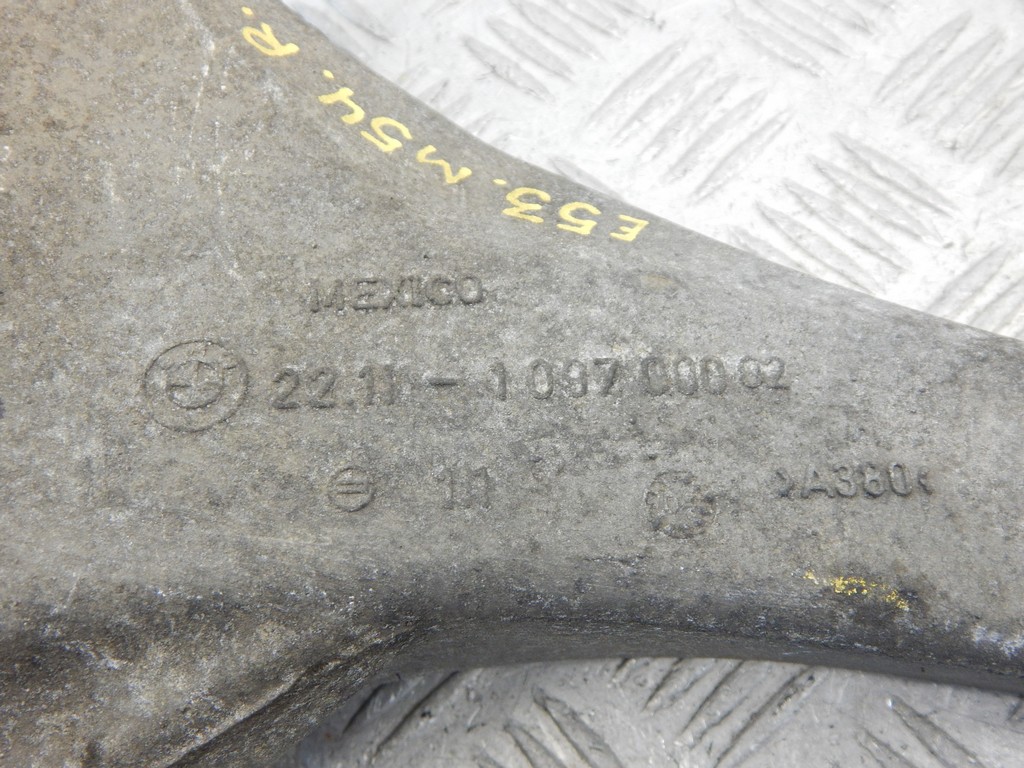 E53. M54. R.
MEXICO
22.11 - 1 097 000 02
11
>A380<